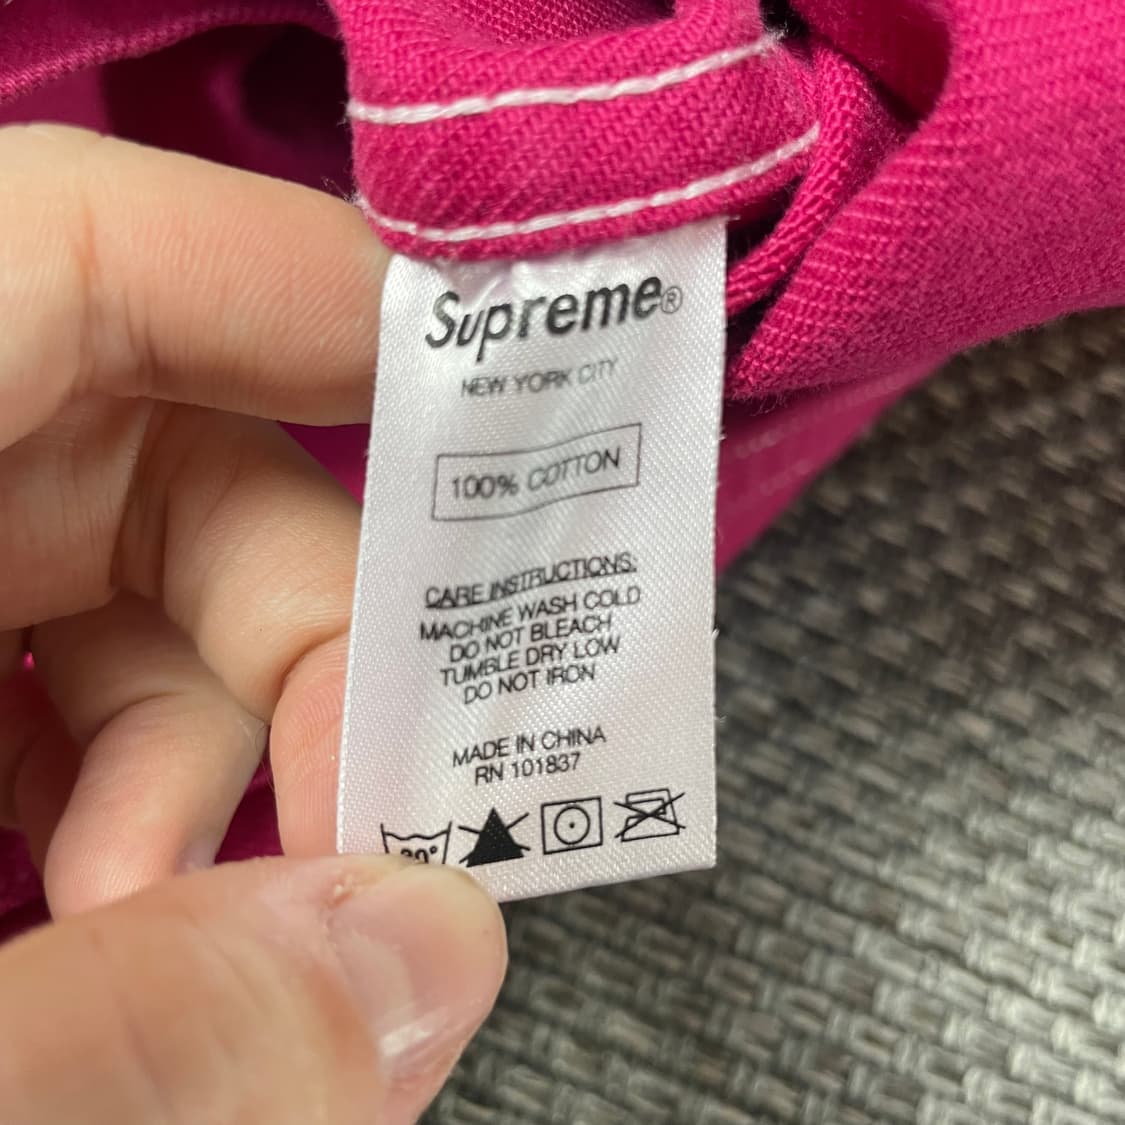 Supreme®
NEW YORK CITY
100% COTTON
CARE INSTRUCTIONS:
MACHINE WASH COLD
DO NOT BLEACH
TUMBLE DRY LOW
DO NOT IRON
MADE IN CHINA
RN 101837
30°